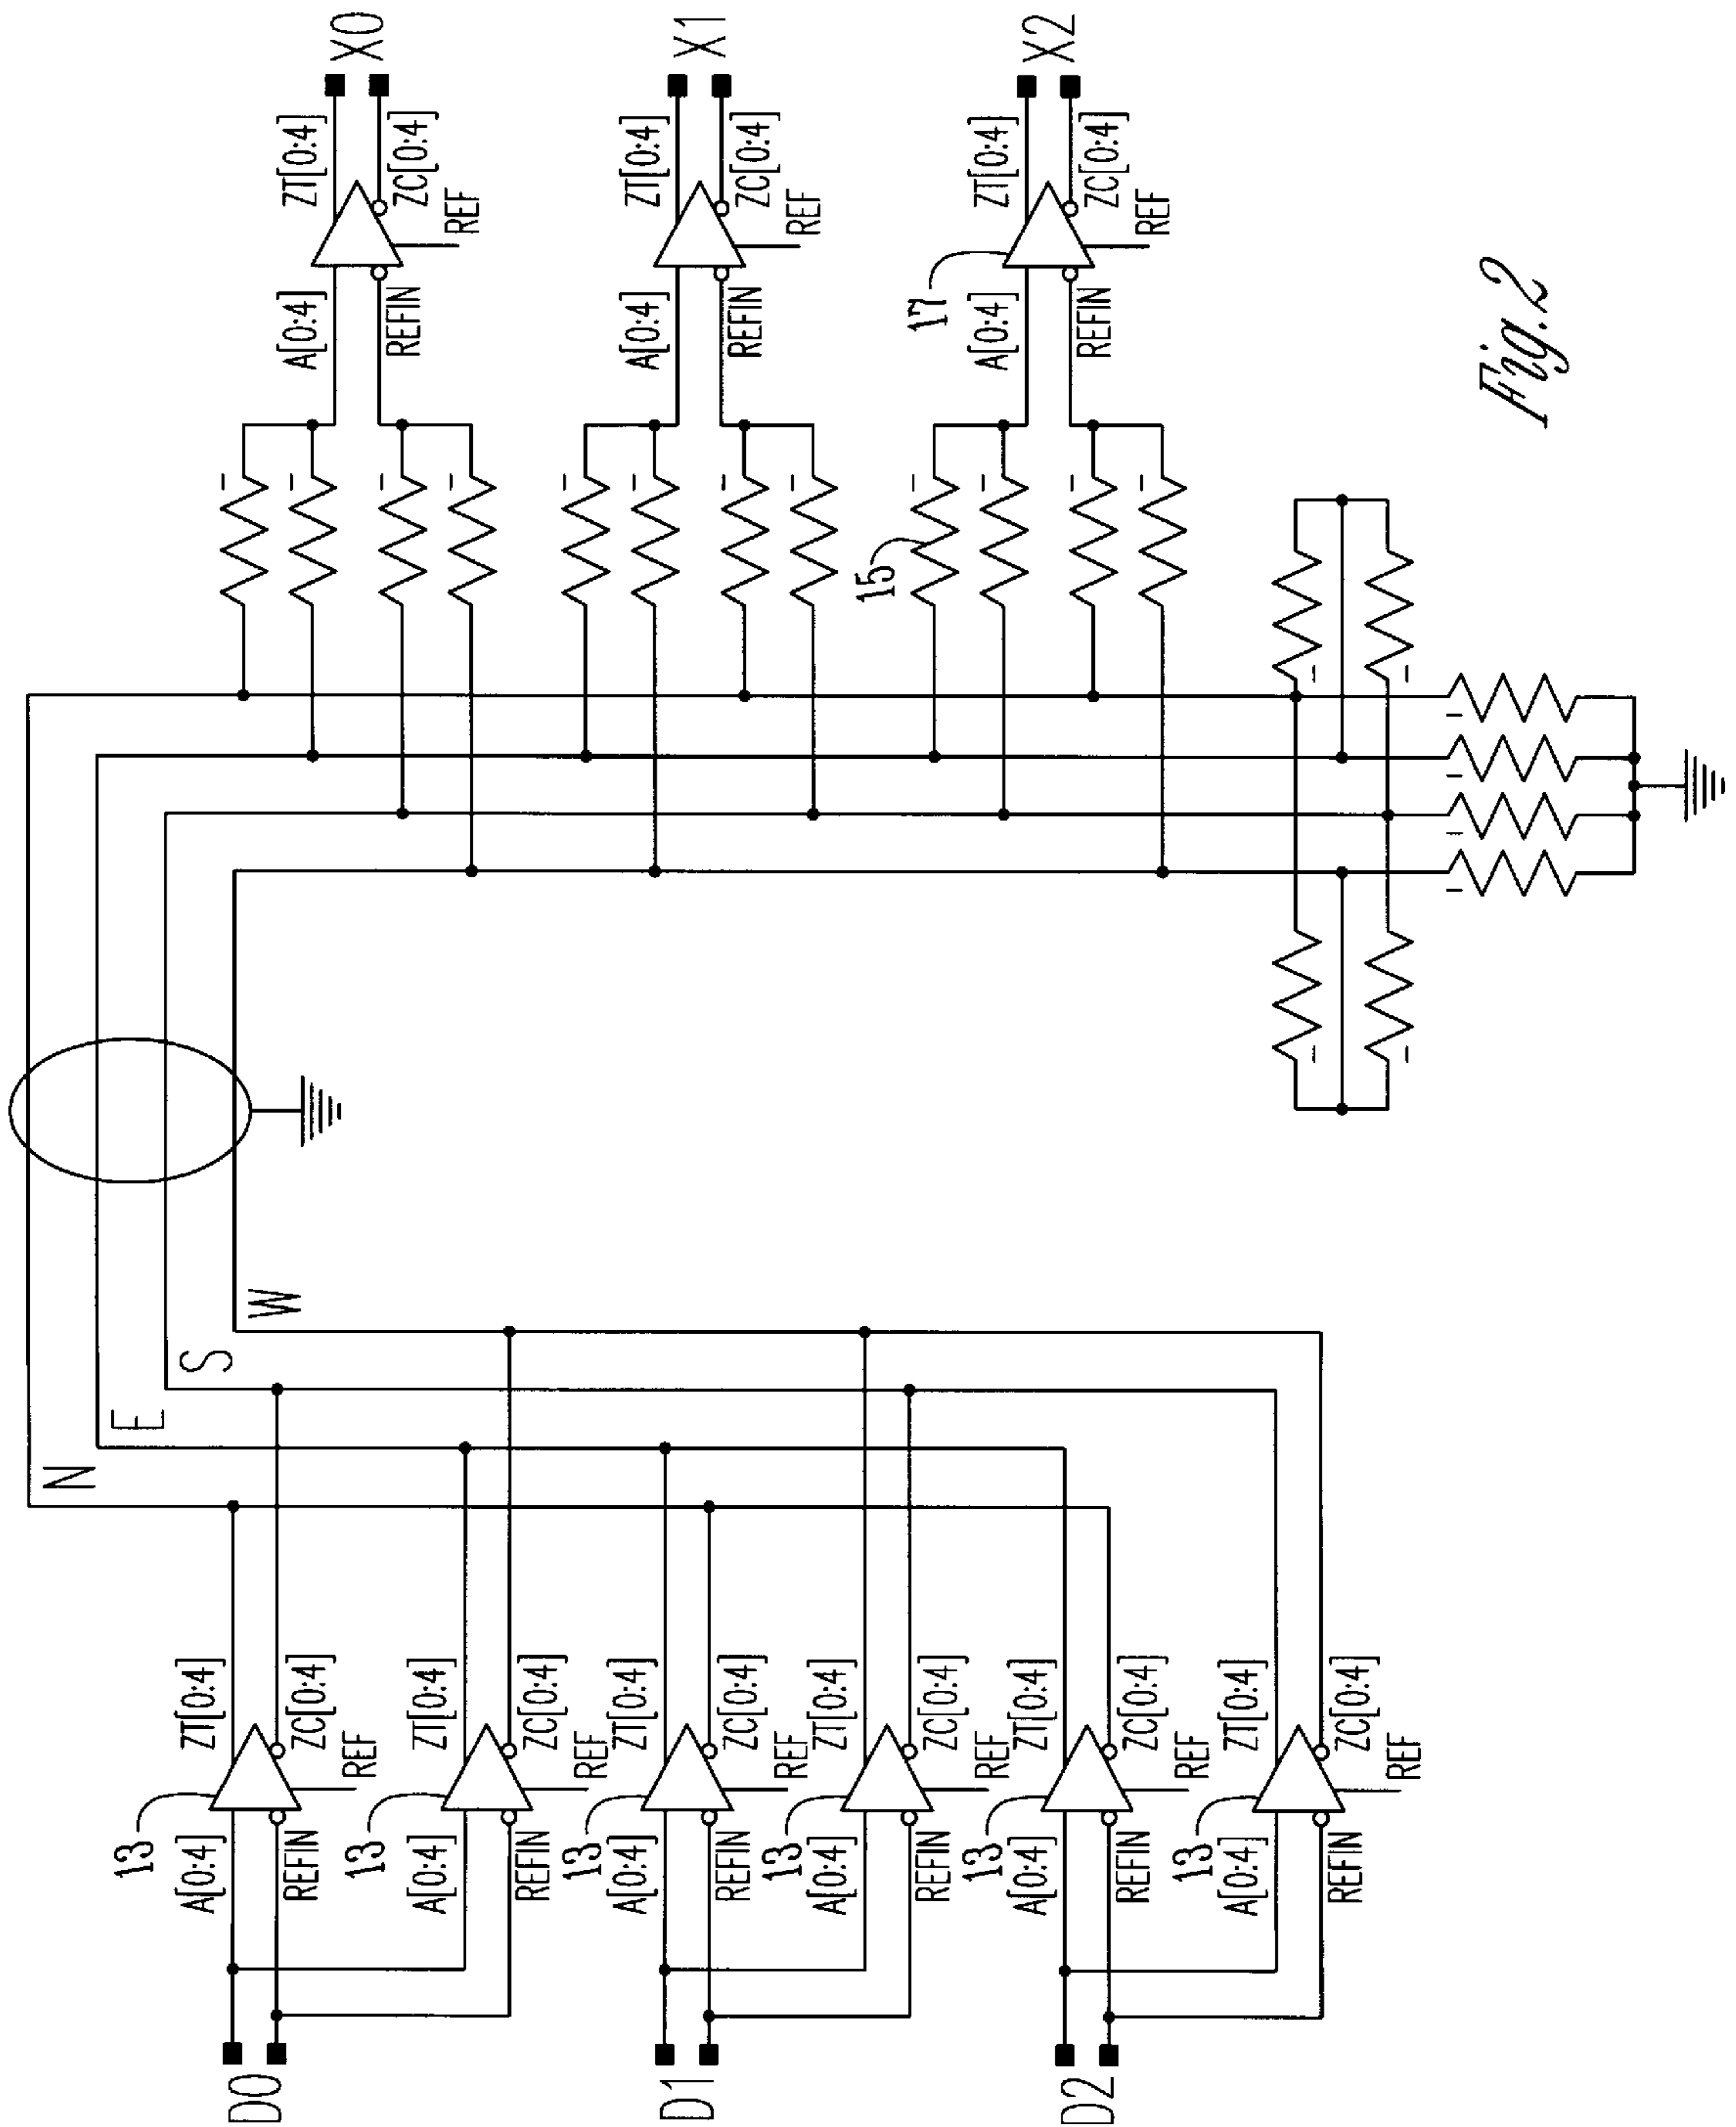 D0
13
A[0:4]
REFIN
ZT[0:4]
ZC[0:4]
REF
13
A[0:4]
REFIN
ZT[0:4]
ZC[0:4]
REF
D1
13
A[0:4]
REFIN
ZT[0:4]
ZC[0:4]
REF
13
A[0:4]
REFIN
ZT[0:4]
ZC[0:4]
REF
D2
13
A[0:4]
REFIN
ZT[0:4]
ZC[0:4]
REF
13
A[0:4]
REFIN
ZT[0:4]
ZC[0:4]
REF
N
E
S
W
A[0:4]
REFIN
ZT[0:4]
ZC[0:4]
REF
X0
A[0:4]
REFIN
ZT[0:4]
ZC[0:4]
REF
X1
15
17
A[0:4]
REFIN
ZT[0:4]
ZC[0:4]
REF
X2
Fig. 2